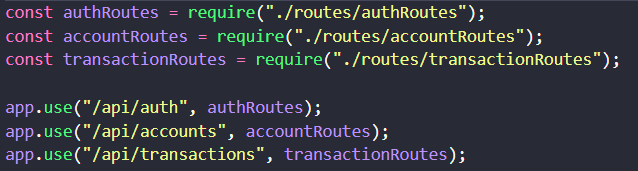 const authRoutes = require("./routes/authRoutes");
const accountRoutes = require("./routes/accountRoutes");
const transactionRoutes = require("./routes/transactionRoutes");
app.use("/api/auth", authRoutes);
app.use("/api/accounts", accountRoutes);
app.use("/api/transactions", transactionRoutes);